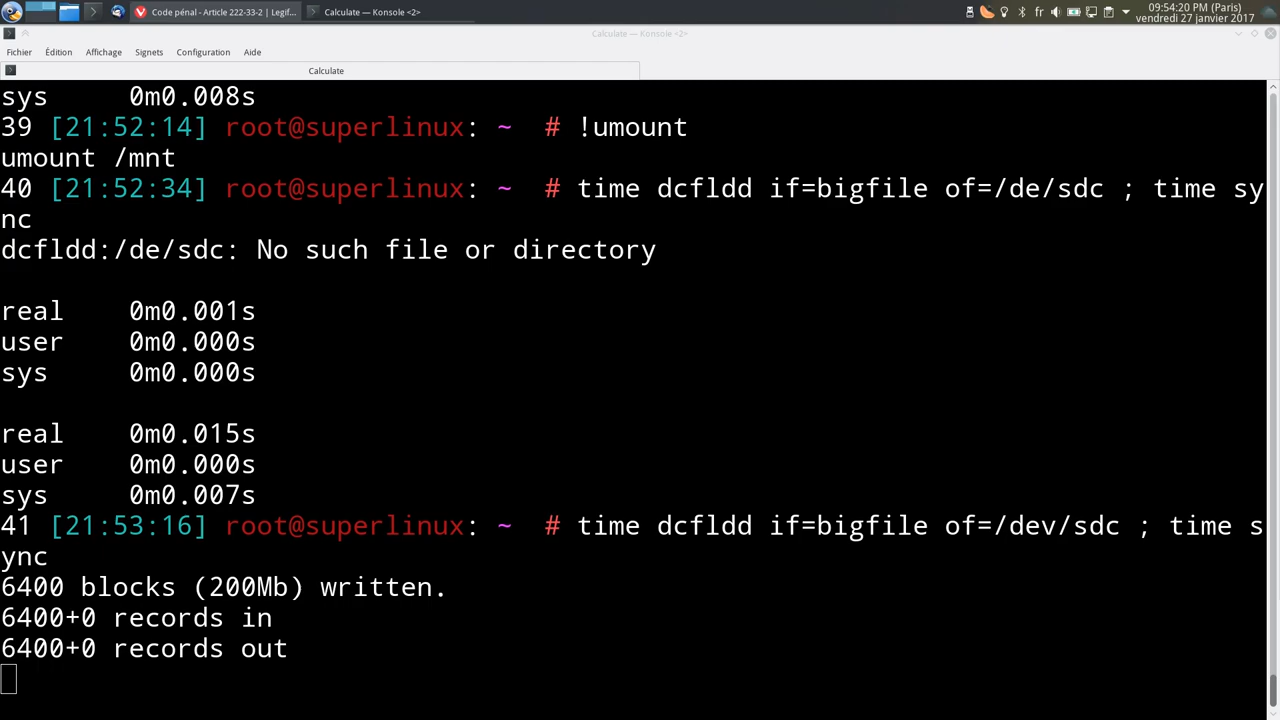 Code pénal - Article 222-33-2 | Legif...
Calculate — Konsole <2>
fr
09:54:20 PM (Paris)
vendredi 27 janvier 2017
Calculate — Konsole <2>
Fichier Édition Affichage Signets Configuration Aide
Calculate
sys 0m0.008s
39 [21:52:14] root@superlinux: ~ # !umount
umount /mnt
40 [21:52:34] root@superlinux: ~ # time dcfldd if=bigfile of=/de/sdc ; time sy
nc
dcfldd:/de/sdc: No such file or directory
real 0m0.001s
user 0m0.000s
sys 0m0.000s
real 0m0.015s
user 0m0.000s
sys 0m0.007s
41 [21:53:16] root@superlinux: ~ # time dcfldd if=bigfile of=/dev/sdc ; time s
ync
6400 blocks (200Mb) written.
6400+0 records in
6400+0 records out